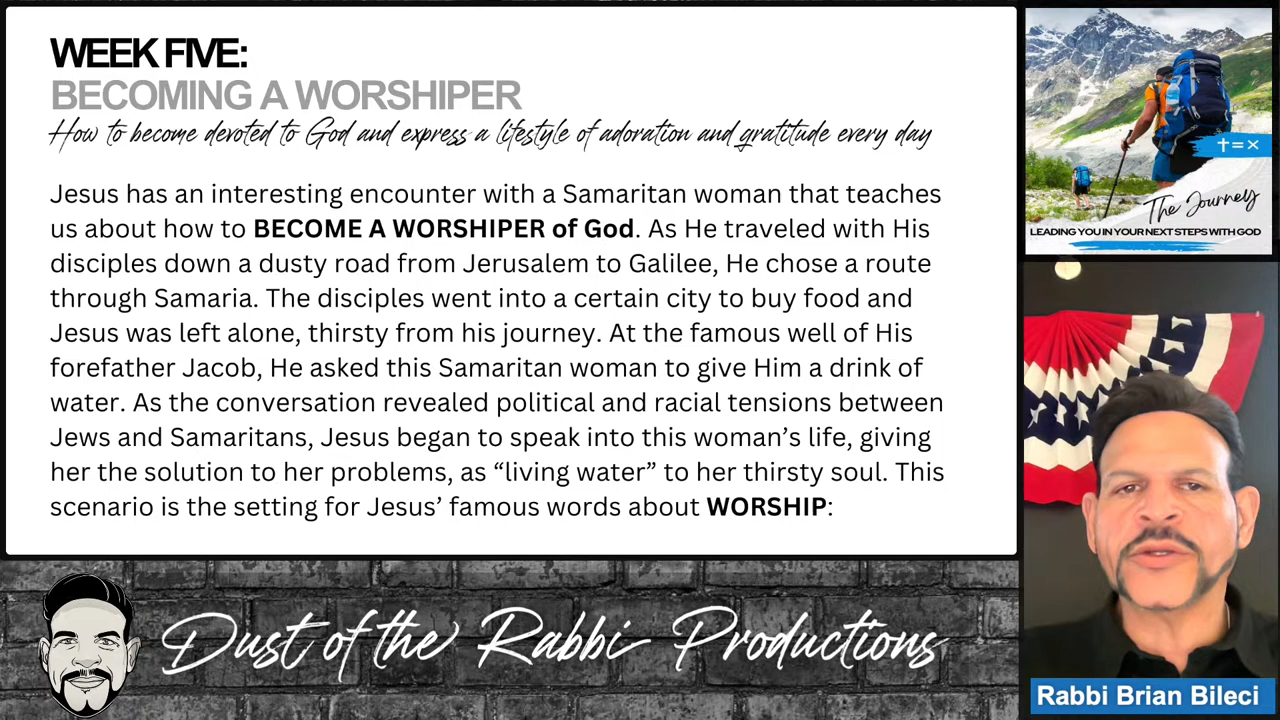 WEEK FIVE:
BECOMING A WORSHIPER
How to become devoted to God and express a lifestyle of adoration and gratitude every day
Jesus has an interesting encounter with a Samaritan woman that teaches
us about how to BECOME A WORSHIPER of God. As He traveled with His
disciples down a dusty road from Jerusalem to Galilee, He chose a route
through Samaria. The disciples went into a certain city to buy food and
Jesus was left alone, thirsty from his journey. At the famous well of His
forefather Jacob, He asked this Samaritan woman to give Him a drink of
water. As the conversation revealed political and racial tensions between
Jews and Samaritans, Jesus began to speak into this woman’s life, giving
her the solution to her problems, as “living water” to her thirsty soul. This
scenario is the setting for Jesus’ famous words about WORSHIP:
†=×
The Journey
LEADING YOU IN YOUR NEXT STEPS WITH GOD
Dust of the Rabbi Productions
Rabbi Brian Bileci